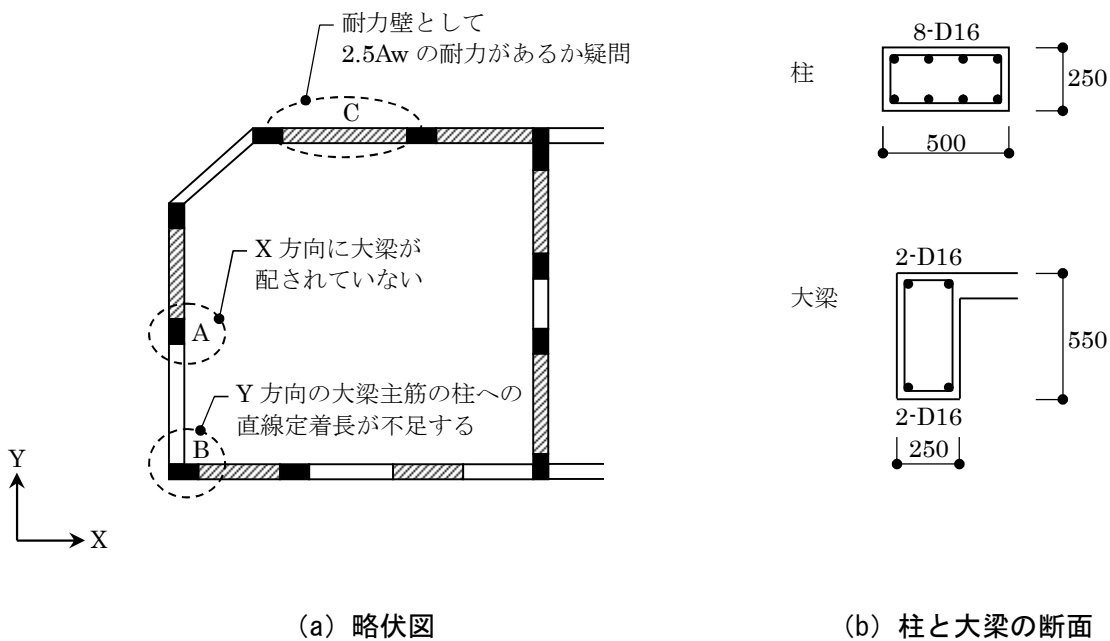 耐力壁として
2.5Aw の耐力があるか疑問
C
X 方向に大梁が
配されていない
A
Y 方向の大梁主筋の柱への
直線定着長が不足する
B
Y
X
(a) 略伏図
8-D16
柱
250
500
2-D16
大梁
550
2-D16
250
(b) 柱と大梁の断面